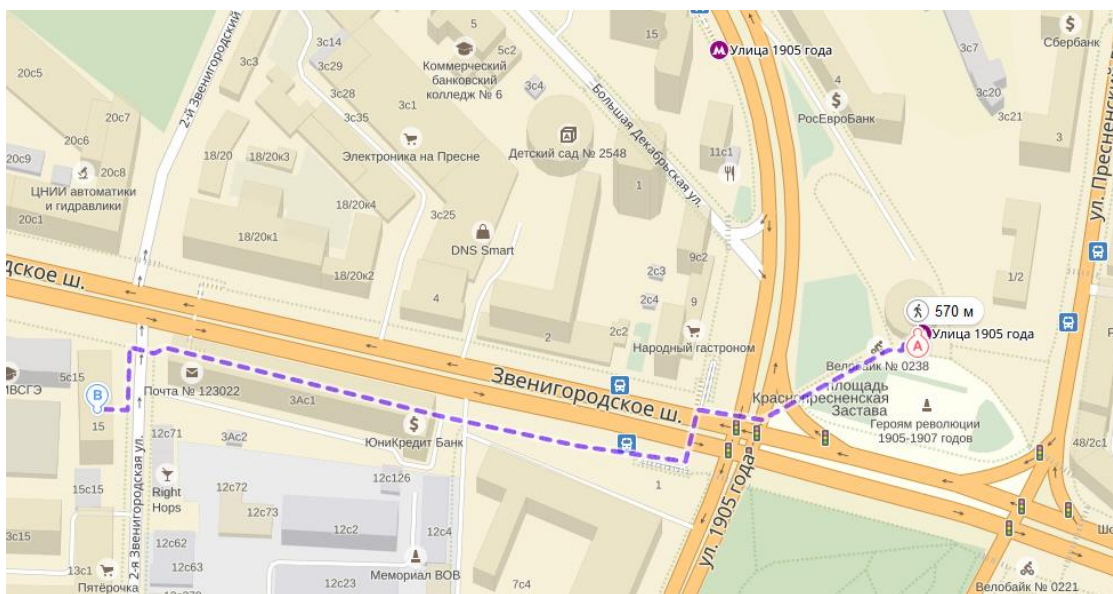 5
15
Улица 1905 года
Сбербанк
3с14
5с2
2-й Звенигородский
3с29
Коммерческий
банковский
колледж № 6
3с7
20с5
3с3
3с28
3с4
4
3с20
3с1
РосЕвроБанк
3с21
20с7
3с35
Большая Декабрьская ул.
3
20с6
Электроника на Пресне
Детский сад № 2548
18/20
18/20к3
11с1
20с9
20с8
ЦНИИ автоматики
и гидравлики
1
ул. Пресненский
18/20к4
20с1
3с25
DNS Smart
18/20к1
9с2
18/20к2
2с3
1/2
дское ш.
4
2с4
9
570 м
2
2с2
Улица 1905 года
A
Народный гастроном
Велобайк № 0238
ИВСГЭ
5с15
Почта № 123022
Звенигородское ш.
площадь
Краснопресненская
Застава
B
3Ас1
Героям революции
1905-1907 годов
15
ЮниКредит Банк
12с71
3Ас2
48/2с1
Right
Hops
12с126
15с15
12с72
1
2-я Звенигородская ул.
12с73
ул. 1905 года
3с15
12с62
12с2
12с4
13с1
12с63
Мемориал ВОВ
Пятёрочка
12с23
7с4
Велобайк № 0221